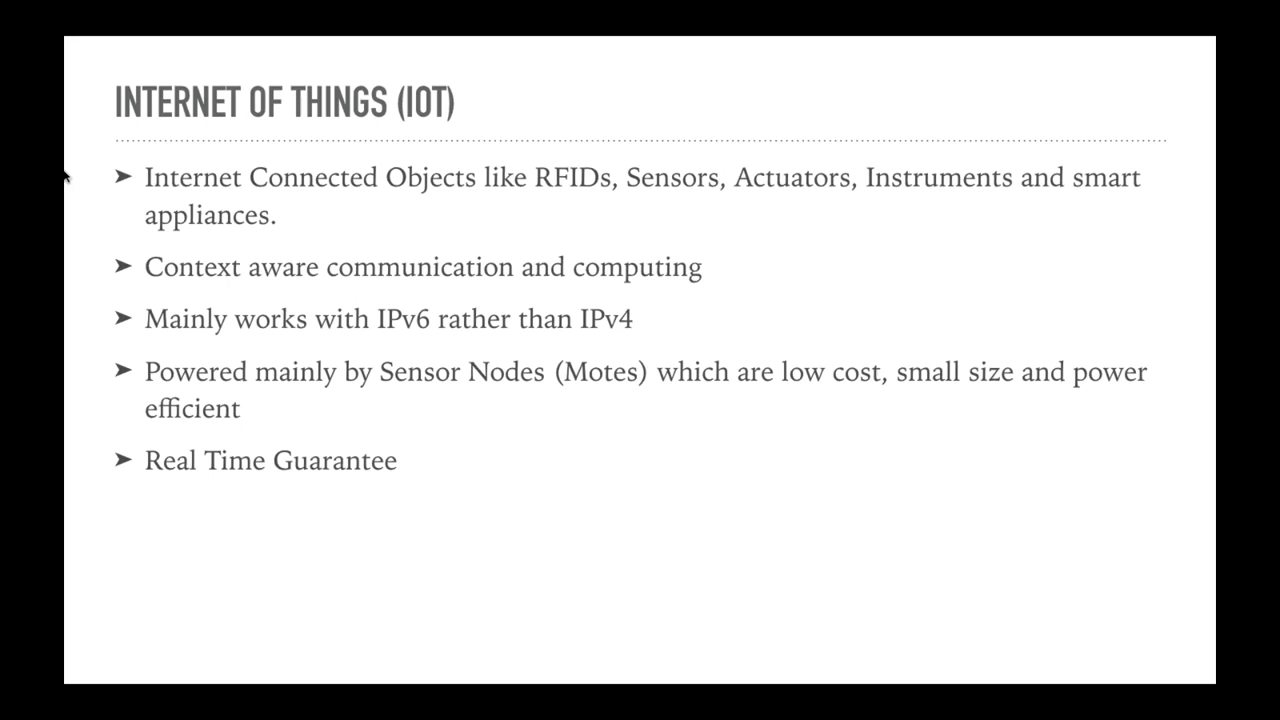 INTERNET OF THINGS (IOT)
➤ Internet Connected Objects like RFIDs, Sensors, Actuators, Instruments and smart
appliances.
➤ Context aware communication and computing
➤ Mainly works with IPv6 rather than IPv4
➤ Powered mainly by Sensor Nodes (Motes) which are low cost, small size and power
efficient
➤ Real Time Guarantee